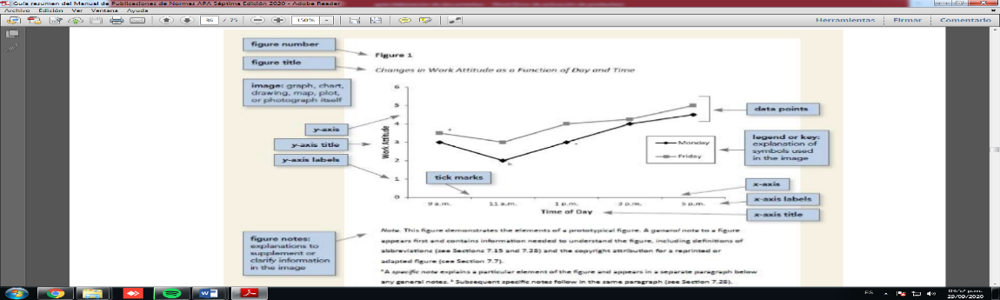 Guía resumen del Manual de Publicaciones de Normas APA Séptima Edición 2020 - Adobe Reader
Archivo Edición Ver Ventana Ayuda
36 / 75
150%
Herramientas Firmar Comentario
figure number
Figure 1
figure title
Changes in Work Attitude as a Function of Day and Time
image: graph, chart,
drawing, map, plot,
or photograph itself
6
5
data points
4
y-axis
3
y-axis title
Work Attitude
2
y-axis labels
1
0
a
b
Monday
Friday
legend or key:
explanation of
symbols used
in the image
tick marks
x-axis
9 a.m. 11 a.m. 1 p.m. 3 p.m. 5 p.m.
x-axis labels
Time of Day
x-axis title
Note. This figure demonstrates the elements of a prototypical figure. A general note to a figure
appears first and contains information needed to understand the figure, including definitions of
abbreviations (see Sections 7.15 and 7.28) and the copyright attribution for a reprinted or
adapted figure (see Section 7.7).
figure notes:
explanations to
supplement or
clarify information
in the image
ᵃA specific note explains a particular element of the figure and appears in a separate paragraph below
any general notes. ᵇ Subsequent specific notes follow in the same paragraph (see Section 7.28).
ES
03:52 p.m.
29/09/2020